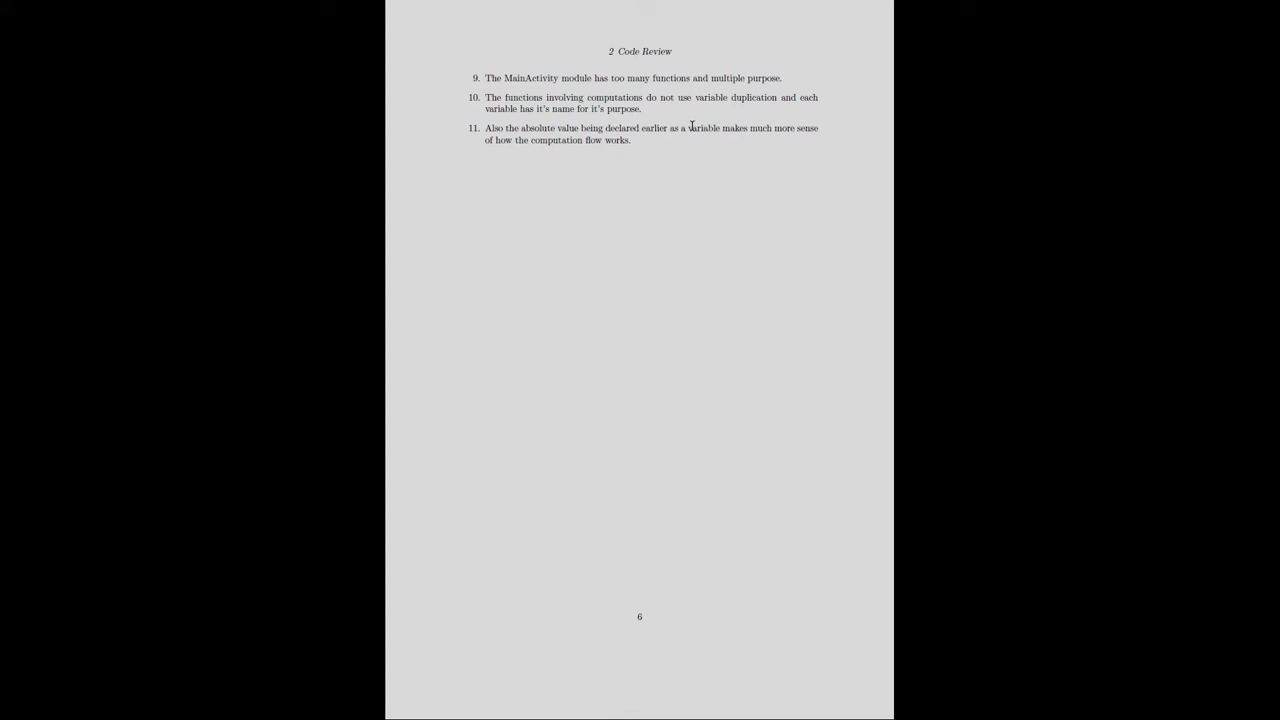 2 Code Review
9. The MainActivity module has too many functions and multiple purpose.
10. The functions involving computations do not use variable duplication and each
variable has it's name for it's purpose.
11. Also the absolute value being declared earlier as a variable makes much more sense
of how the computation flow works.
6